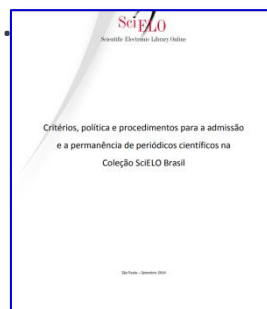 SciELO
Scientific Electronic Library Online
Critérios, política e procedimentos para a admissão
e a permanência de periódicos científicos na
Coleção SciELO Brasil
São Paulo – Setembro 2014